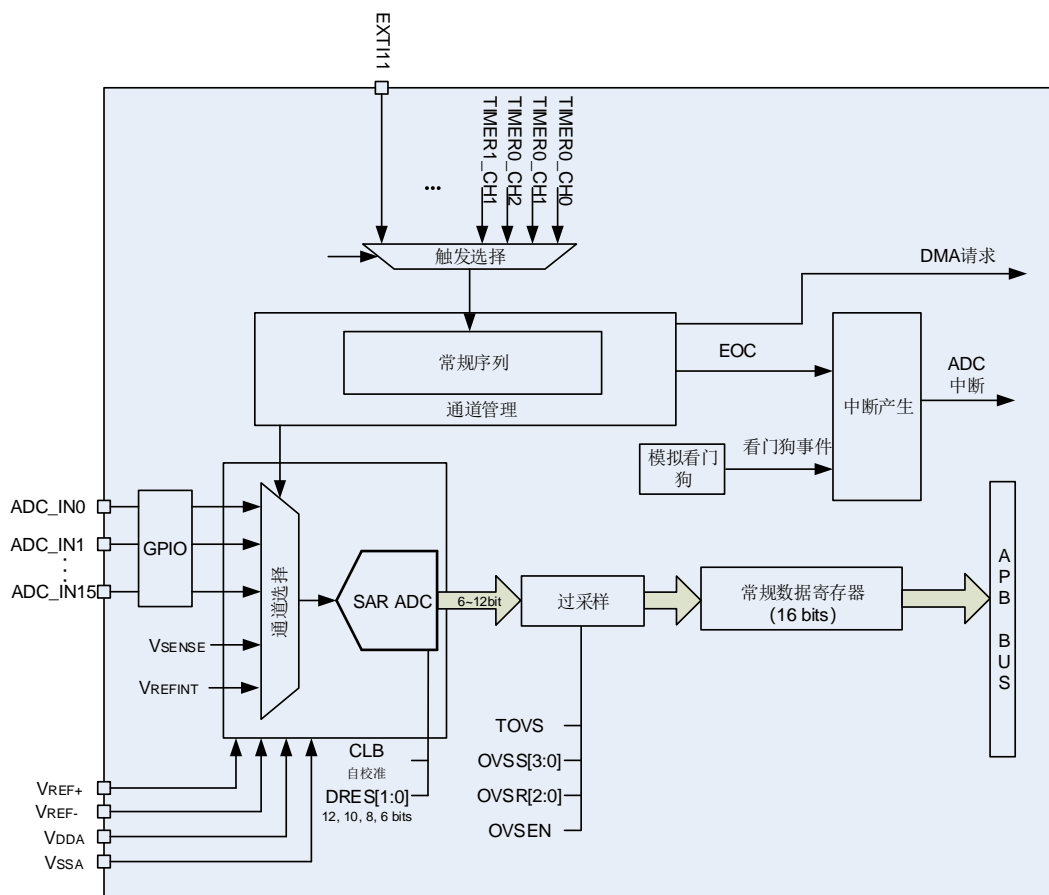 EXTI11
TIMER1_CH1
TIMER0_CH2
TIMER0_CH1
TIMER0_CH0
...
触发选择
DMA请求
常规序列
通道管理
EOC
中断产生
ADC
中断
模拟看门
狗
看门狗事件
ADC_IN0
ADC_IN1
ADC_IN15
GPIO
VSENSE
VREFINT
通道选择
SAR ADC
6~12bit
过采样
常规数据寄存器
(16 bits)
APB BUS
CLB
自校准
DRES[1:0]
12, 10, 8, 6 bits
TOVS
OVSS[3:0]
OVSR[2:0]
OVSEN
VREF+
VREF-
VDDA
VSSA